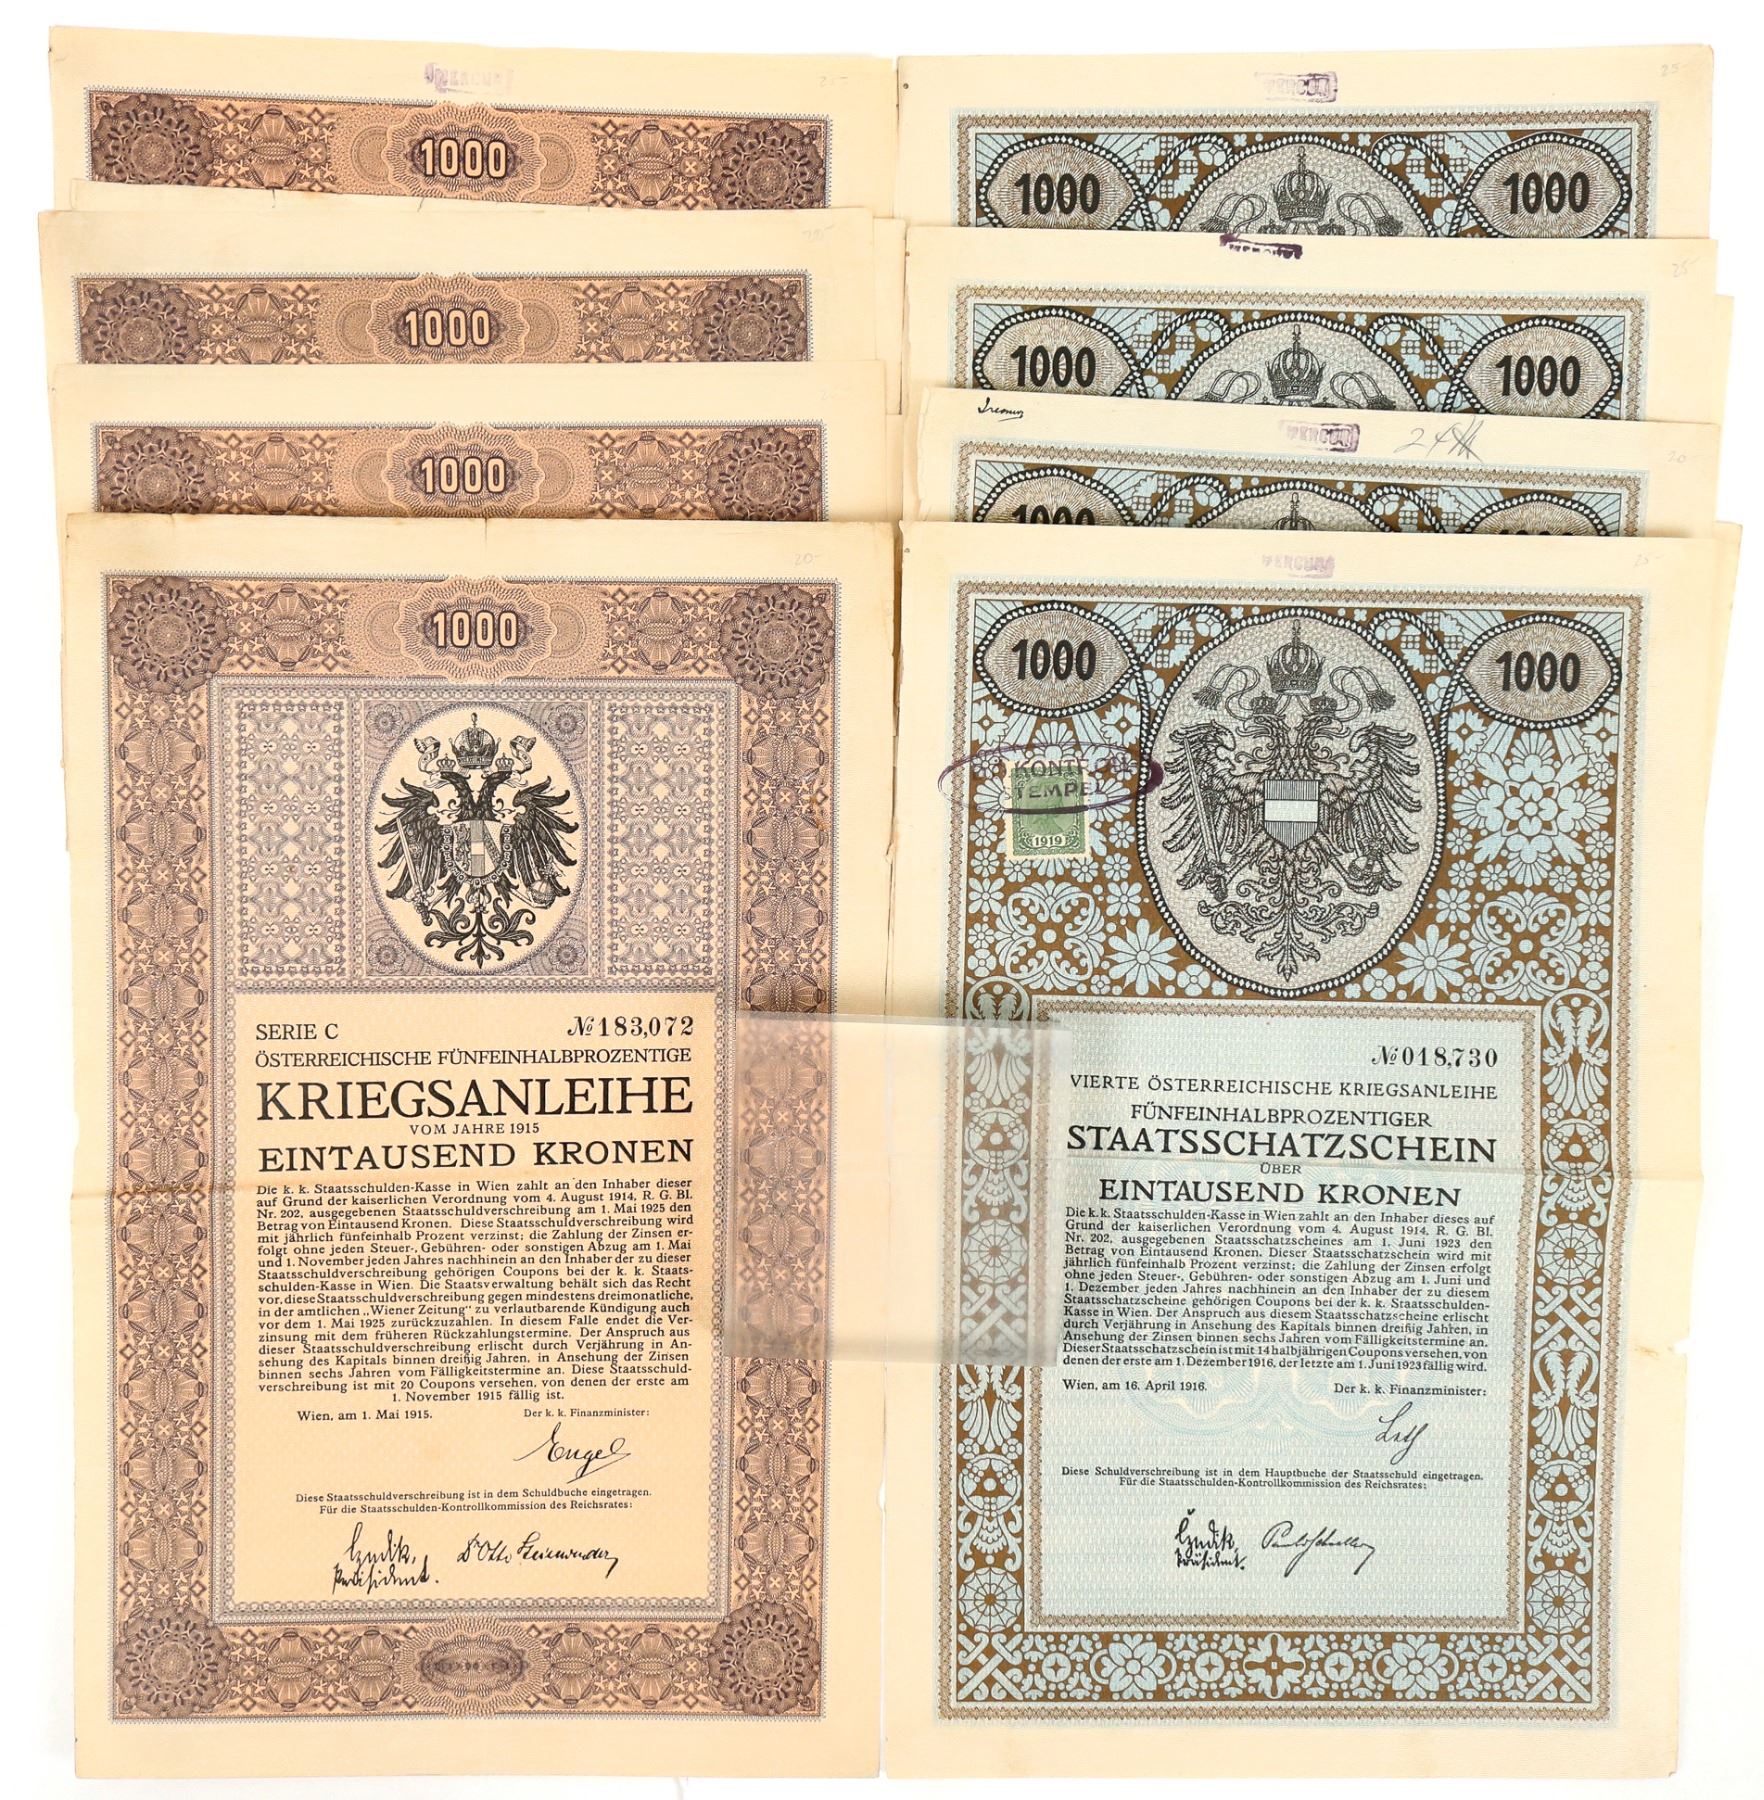 1000
1000
1000
1000 1000
1000 1000
WERCUR
24
1000
SERIE C № 183,072
ÖSTERREICHISCHE FÜNFEINHALBPROZENTIGE
KRIEGSANLEIHE
VOM JAHRE 1915
EINTAUSEND KRONEN
Die k. k. Staatsschulden-Kasse in Wien zahlt an den Inhaber dieser
auf Grund der kaiserlichen Verordnung vom 4. August 1914, R. G. Bl.
Nr. 202, ausgegebenen Staatsschuldverschreibung am 1. Mai 1925 den
Betrag von Eintausend Kronen. Diese Staatsschuldverschreibung wird
mit jährlich fünfeinhalb Prozent verzinst; die Zahlung der Zinsen er-
folgt ohne jeden Steuer-, Gebühren- oder sonstigen Abzug am 1. Mai
und 1. November jeden Jahres nachhinein an den Inhaber der zu dieser
Staatsschuldverschreibung gehörigen Coupons bei der k. k. Staats-
schulden-Kasse in Wien. Die Staatsverwaltung behält sich das Recht
vor, diese Staatsschuldverschreibung gegen mindestens dreimonatliche,
in der amtlichen „Wiener Zeitung“ zu verlautbarende Kündigung auch
vor dem 1. Mai 1925 zurückzuzahlen. In diesem Falle endet die Ver-
zinsung mit dem früheren Rückzahlungstermine. Der Anspruch aus
dieser Staatsschuldverschreibung erlischt durch Verjährung in An-
sehung des Kapitals binnen dreißig Jahren, in Ansehung der Zinsen
binnen sechs Jahren vom Fälligkeitstermine an. Diese Staatsschuld-
verschreibung ist mit 20 Coupons versehen, von denen der erste am
1. November 1915 fällig ist.
Wien, am 1. Mai 1915. Der k. k. Finanzminister:
Engel
Diese Staatsschuldverschreibung ist in dem Schuldbuche eingetragen.
Für die Staatsschulden-Kontrollkommission des Reichsrates:
Präsident. Dr Otto Steinwender
1000 1000
KONTROLL
STEMPEL
1919
№ 018,730
VIERTE ÖSTERREICHISCHE KRIEGSANLEIHE
FÜNFEINHALBPROZENTIGER
STAATSSCHATZSCHEIN
ÜBER
EINTAUSEND KRONEN
Die k. k. Staatsschulden-Kasse in Wien zahlt an den Inhaber dieses auf
Grund der kaiserlichen Verordnung vom 4. August 1914, R. G. Bl.
Nr. 202, ausgegebenen Staatsschatzscheines am 1. Juni 1923 den
Betrag von Eintausend Kronen. Dieser Staatsschatzschein wird mit
jährlich fünfeinhalb Prozent verzinst; die Zahlung der Zinsen erfolgt
ohne jeden Steuer-, Gebühren- oder sonstigen Abzug am 1. Juni und
1. Dezember jeden Jahres nachhinein an den Inhaber der zu diesem
Staatsschatzscheine gehörigen Coupons bei der k. k. Staatsschulden-
Kasse in Wien. Der Anspruch aus diesem Staatsschatzscheine erlischt
durch Verjährung in Ansehung des Kapitals binnen dreißig Jahren, in
Ansehung der Zinsen binnen sechs Jahren vom Fälligkeitstermine an.
Dieser Staatsschatzschein ist mit 14 halbjährigen Coupons versehen, von
denen der erste am 1. Dezember 1916, der letzte am 1. Juni 1923 fällig wird.
Wien, am 16. April 1916. Der k. k. Finanzminister:
Leth
Diese Schuldverschreibung ist in dem Hauptbuche der Staatsschuld eingetragen.
Für die Staatsschulden-Kontrollkommission des Reichsrates:
Präsident.